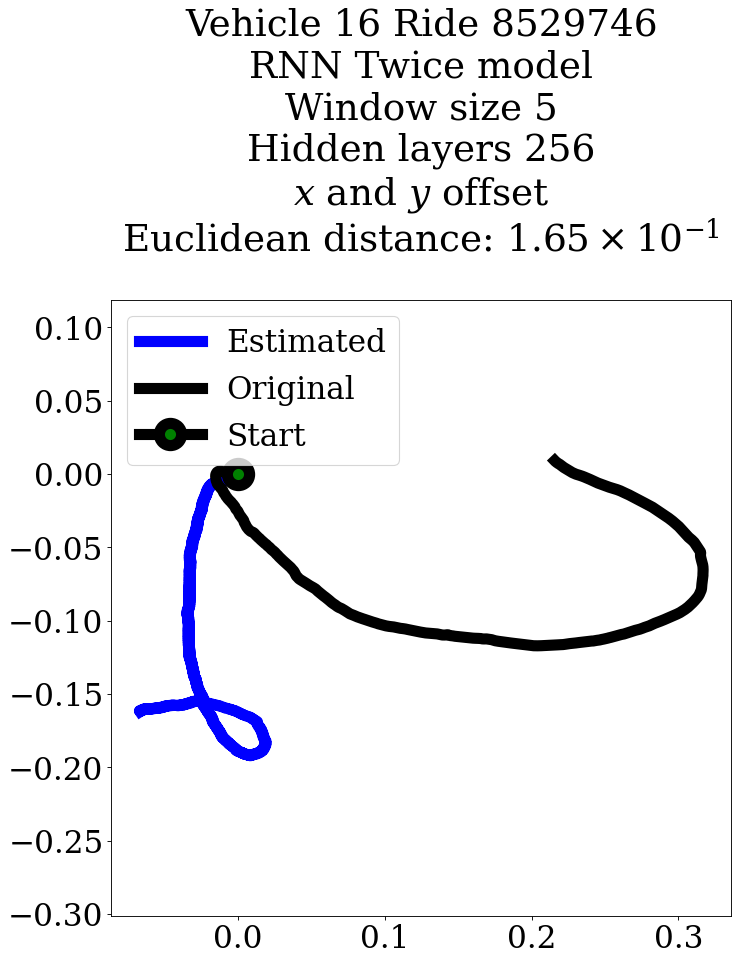 Vehicle 16 Ride 8529746
RNN Twice model
Window size 5
Hidden layers 256
x and y offset
Euclidean distance: 1.65 × 10⁻¹
Estimated
Original
Start
0.10
0.05
0.00
−0.05
−0.10
−0.15
−0.20
−0.25
−0.30
0.0 0.1 0.2 0.3